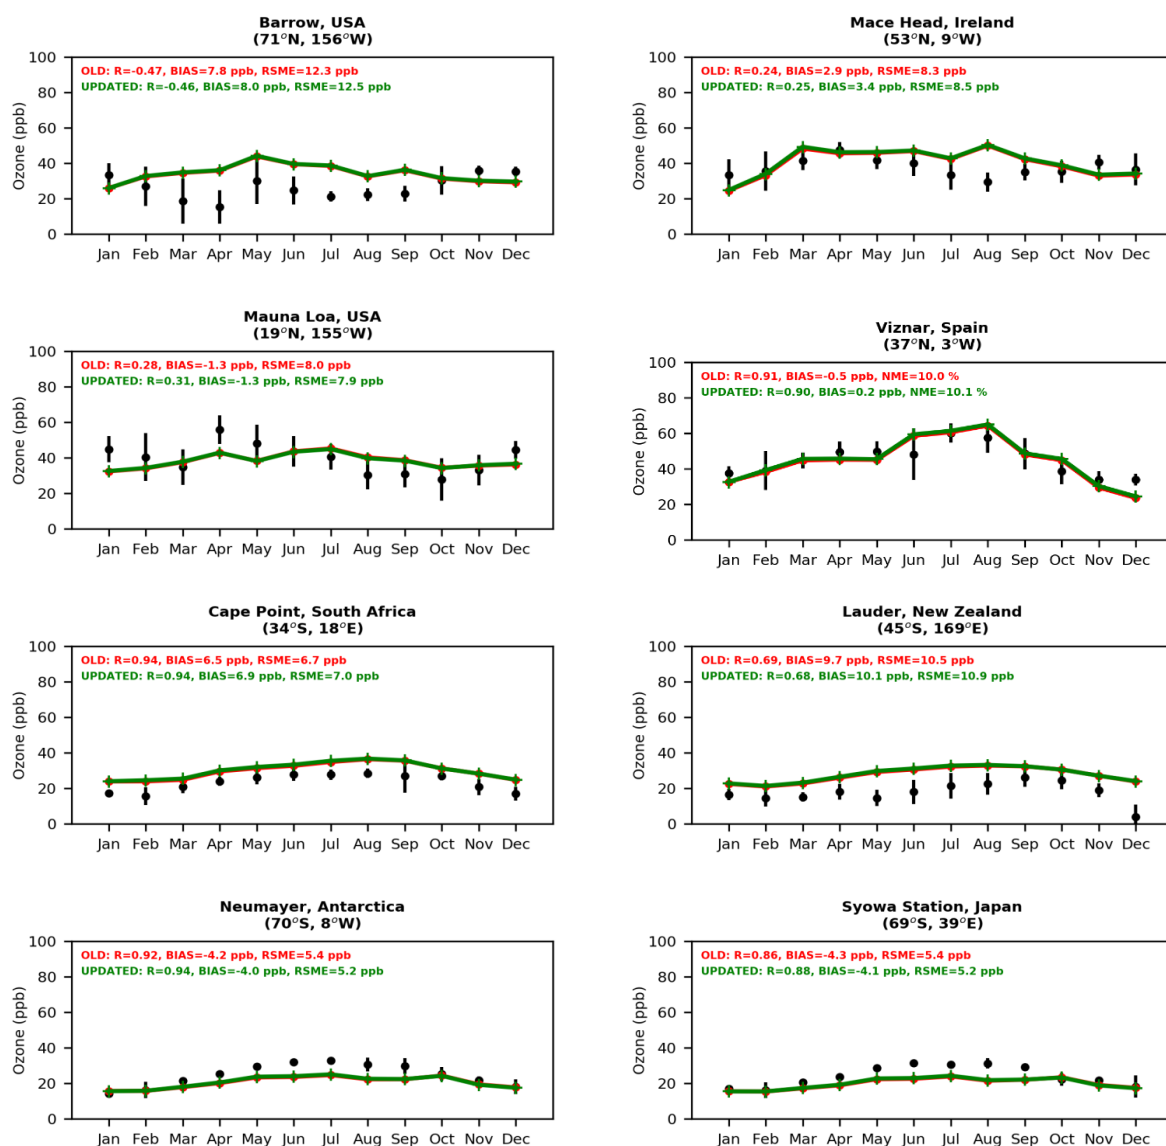 Barrow, USA
(71°N, 156°W)
OLD: R=-0.47, BIAS=7.8 ppb, RSME=12.3 ppb
UPDATED: R=-0.46, BIAS=8.0 ppb, RSME=12.5 ppb
Ozone (ppb)
100
80
60
40
20
0
Jan Feb Mar Apr May Jun Jul Aug Sep Oct Nov Dec
Mace Head, Ireland
(53°N, 9°W)
OLD: R=0.24, BIAS=2.9 ppb, RSME=8.3 ppb
UPDATED: R=0.25, BIAS=3.4 ppb, RSME=8.5 ppb
Ozone (ppb)
100
80
60
40
20
0
Jan Feb Mar Apr May Jun Jul Aug Sep Oct Nov Dec
Mauna Loa, USA
(19°N, 155°W)
OLD: R=0.28, BIAS=-1.3 ppb, RSME=8.0 ppb
UPDATED: R=0.31, BIAS=-1.3 ppb, RSME=7.9 ppb
Ozone (ppb)
100
80
60
40
20
0
Jan Feb Mar Apr May Jun Jul Aug Sep Oct Nov Dec
Viznar, Spain
(37°N, 3°W)
OLD: R=0.91, BIAS=-0.5 ppb, NME=10.0 %
UPDATED: R=0.90, BIAS=0.2 ppb, NME=10.1 %
Ozone (ppb)
100
80
60
40
20
0
Jan Feb Mar Apr May Jun Jul Aug Sep Oct Nov Dec
Cape Point, South Africa
(34°S, 18°E)
OLD: R=0.94, BIAS=6.5 ppb, RSME=6.7 ppb
UPDATED: R=0.94, BIAS=6.9 ppb, RSME=7.0 ppb
Ozone (ppb)
100
80
60
40
20
0
Jan Feb Mar Apr May Jun Jul Aug Sep Oct Nov Dec
Lauder, New Zealand
(45°S, 169°E)
OLD: R=0.69, BIAS=9.7 ppb, RSME=10.5 ppb
UPDATED: R=0.68, BIAS=10.1 ppb, RSME=10.9 ppb
Ozone (ppb)
100
80
60
40
20
0
Jan Feb Mar Apr May Jun Jul Aug Sep Oct Nov Dec
Neumayer, Antarctica
(70°S, 8°W)
OLD: R=0.92, BIAS=-4.2 ppb, RSME=5.4 ppb
UPDATED: R=0.94, BIAS=-4.0 ppb, RSME=5.2 ppb
Ozone (ppb)
100
80
60
40
20
0
Jan Feb Mar Apr May Jun Jul Aug Sep Oct Nov Dec
Syowa Station, Japan
(69°S, 39°E)
OLD: R=0.86, BIAS=-4.3 ppb, RSME=5.4 ppb
UPDATED: R=0.88, BIAS=-4.1 ppb, RSME=5.2 ppb
Ozone (ppb)
100
80
60
40
20
0
Jan Feb Mar Apr May Jun Jul Aug Sep Oct Nov Dec